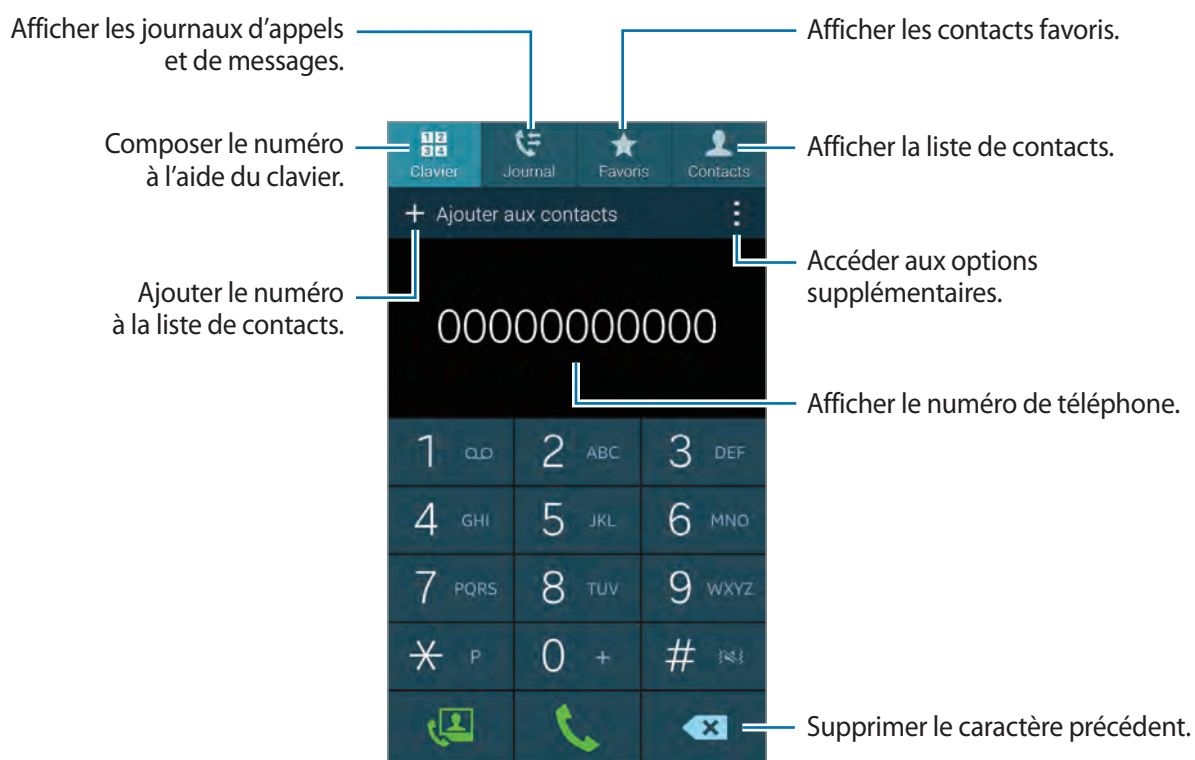 Afficher les journaux d'appels
et de messages.
Afficher les contacts favoris.
Composer le numéro
à l'aide du clavier.
Afficher la liste de contacts.
Clavier
Journal
Favoris
Contacts
+ Ajouter aux contacts
Ajouter le numéro
à la liste de contacts.
Accéder aux options
supplémentaires.
00000000000
Afficher le numéro de téléphone.
1
2 ABC
3 DEF
4 GHI
5 JKL
6 MNO
7 PQRS
8 TUV
9 WXYZ
* P
0 +
#
Supprimer le caractère précédent.